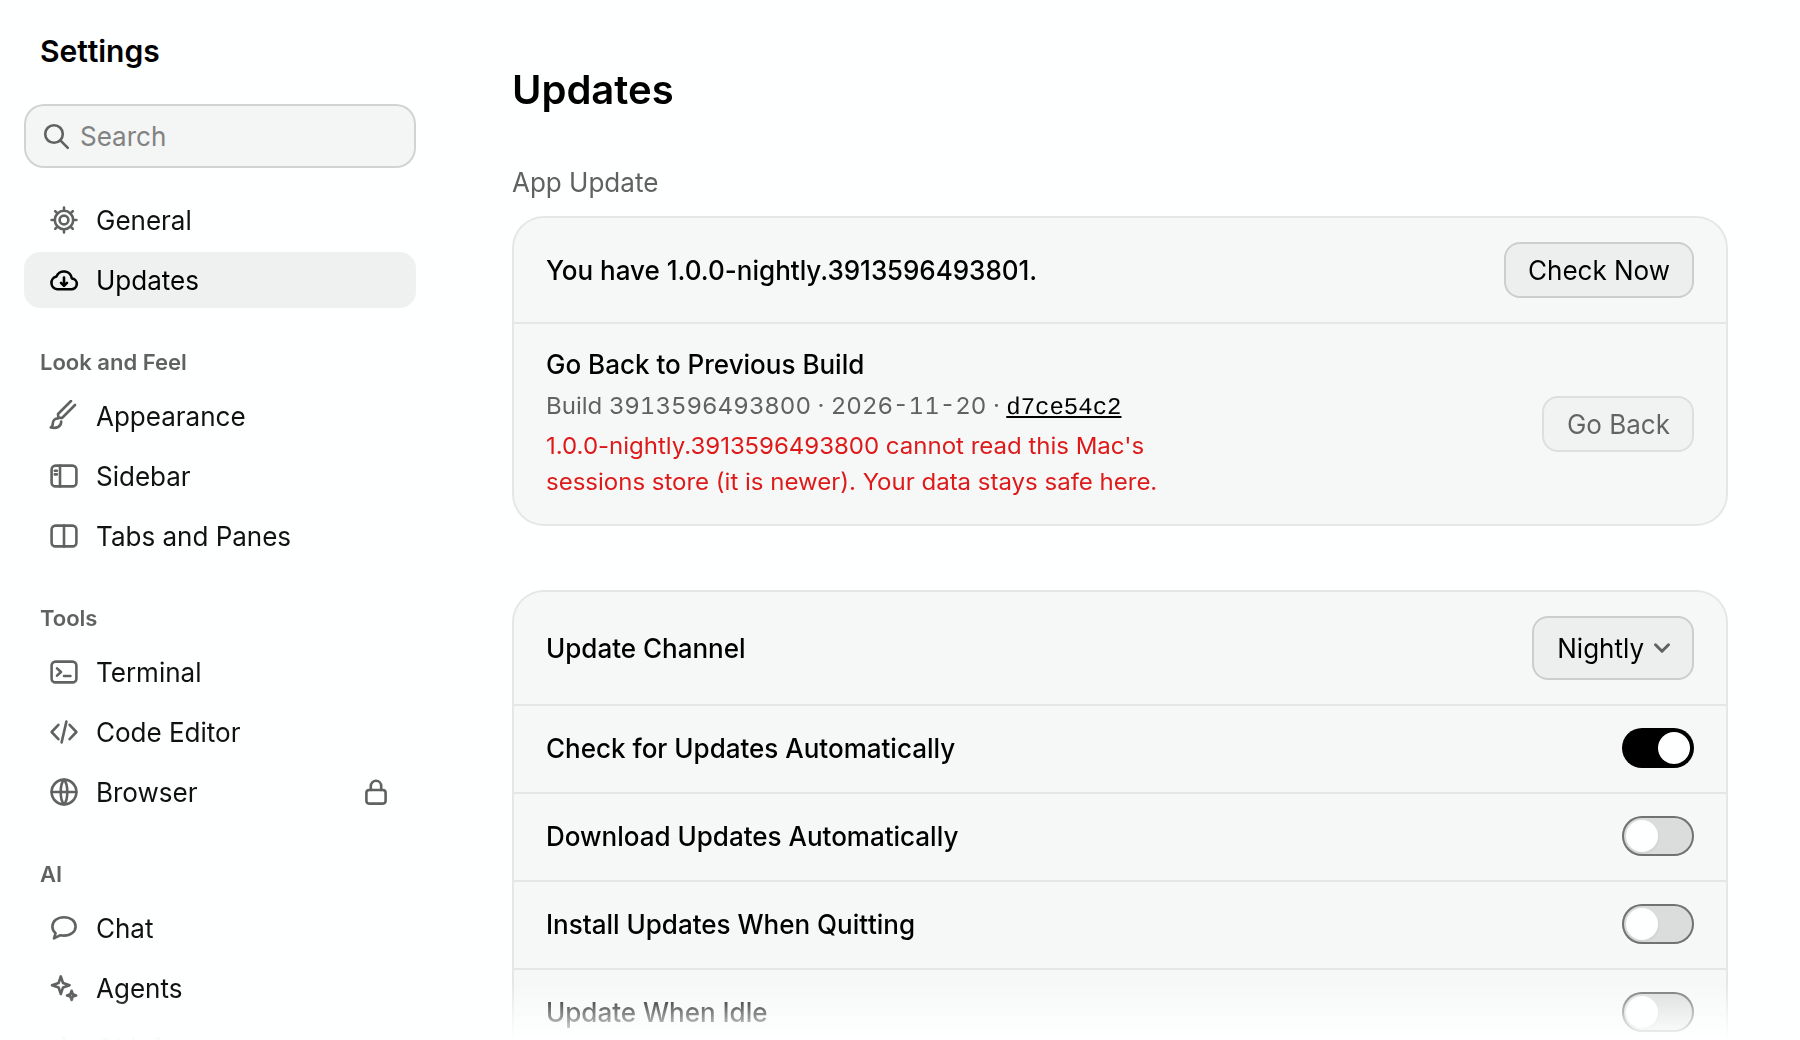 Settings
Search
General
Updates
Look and Feel
Appearance
Sidebar
Tabs and Panes
Tools
Terminal
Code Editor
Browser
AI
Chat
Agents
Updates
App Update
You have 1.0.0-nightly.3913596493801.
Check Now
Go Back to Previous Build
Build 3913596493800 · 2026-11-20 · d7ce54c2
1.0.0-nightly.3913596493800 cannot read this Mac's
sessions store (it is newer). Your data stays safe here.
Go Back
Update Channel
Nightly
Check for Updates Automatically
Download Updates Automatically
Install Updates When Quitting
Update When Idle